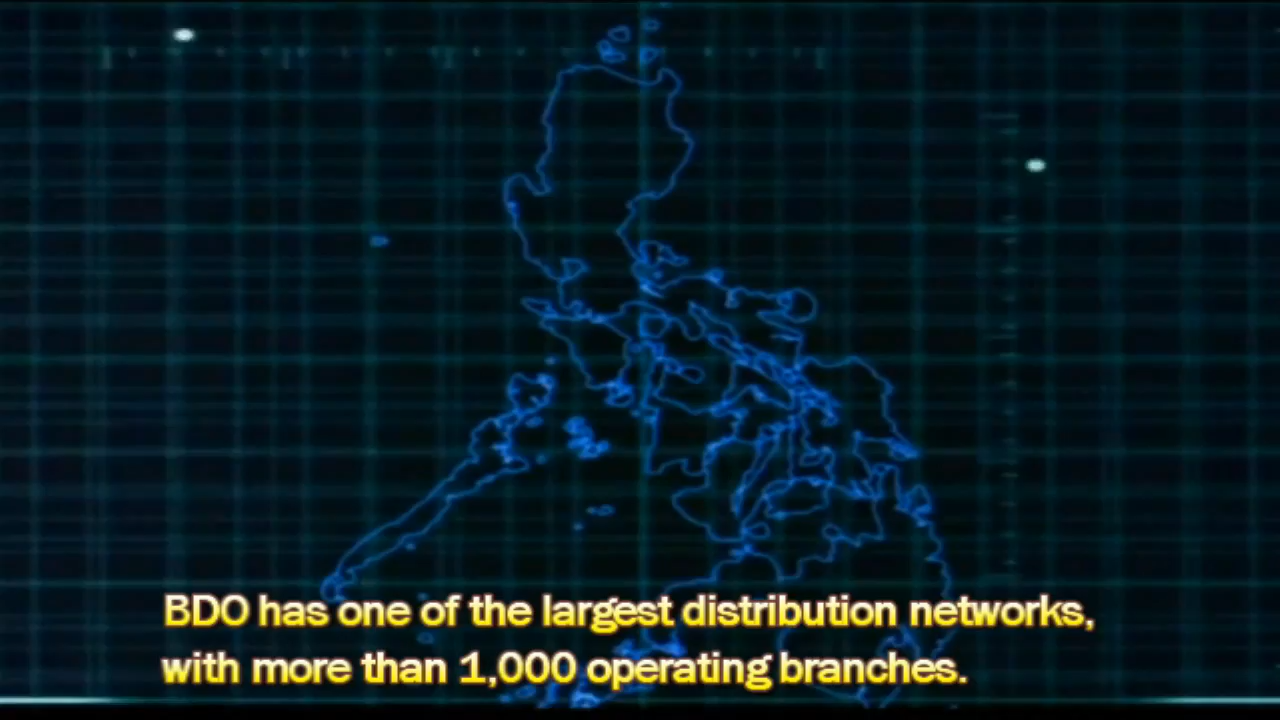 BDO has one of the largest distribution networks,
with more than 1,000 operating branches.